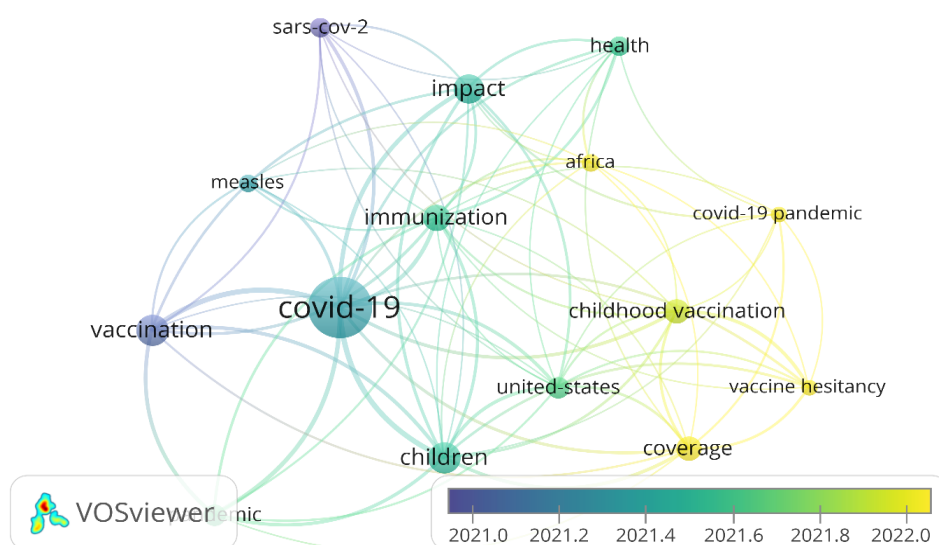 sars-cov-2
health
impact
africa
measles
covid-19 pandemic
immunization
covid-19
childhood vaccination
vaccination
united-states
vaccine hesitancy
coverage
children
VOSviewer
2021.0 2021.2 2021.4 2021.6 2021.8 2022.0